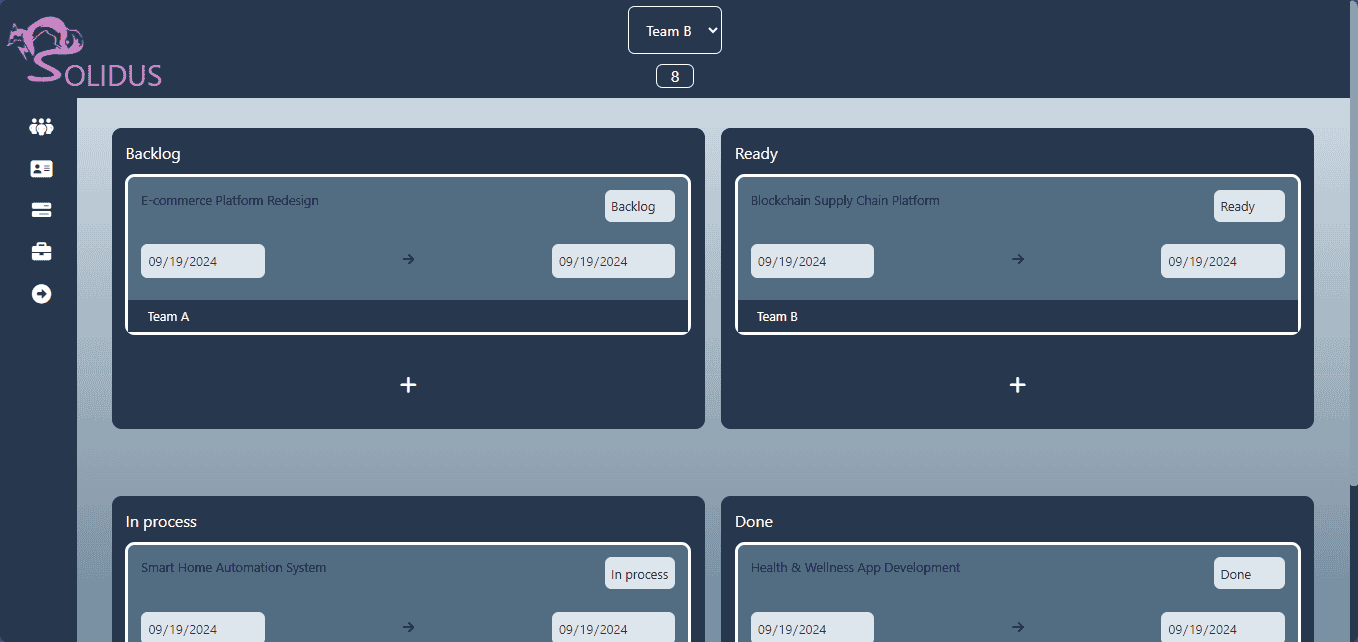 SOLIDUS
Team B
8
Backlog
E-commerce Platform Redesign
Backlog
09/19/2024
09/19/2024
Team A
Ready
Blockchain Supply Chain Platform
Ready
09/19/2024
09/19/2024
Team B
In process
Smart Home Automation System
In process
09/19/2024
09/19/2024
Done
Health & Wellness App Development
Done
09/19/2024
09/19/2024